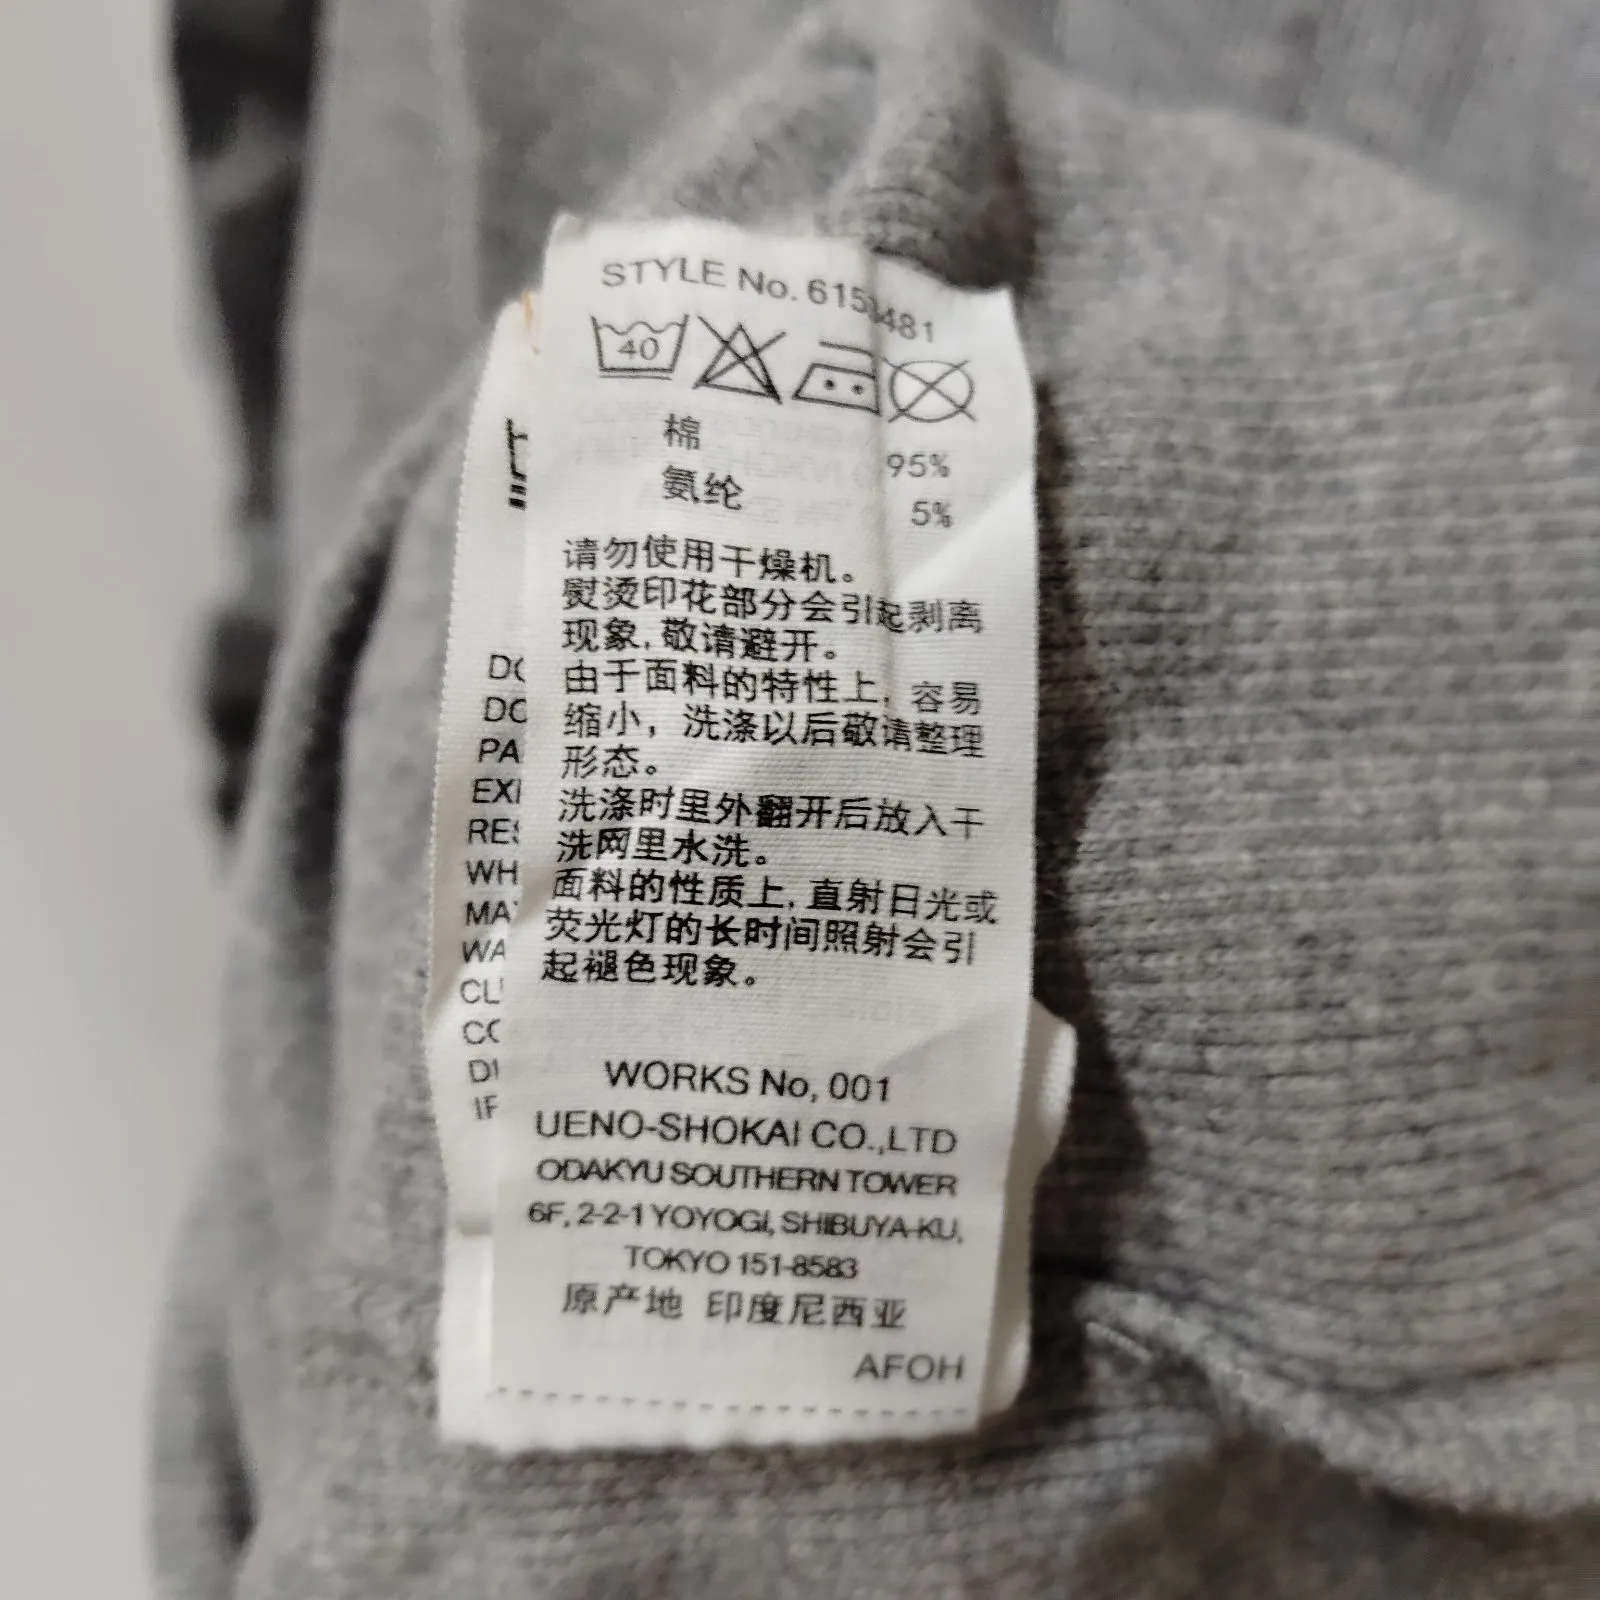 STYLE No.
40
棉 95%
氨纶 5%
请勿使用干燥机。
熨烫印花部分会引起剥离
现象,敬请避开。
由于面料的特性上,容易
缩小,洗涤以后敬请整理
形态。
洗涤时里外翻开后放入干
洗网里水洗。
面料的性质上,直射日光或
荧光灯的长时间照射会引
起褪色现象。
WORKS No, 001
UENO-SHOKAI CO.,LTD
ODAKYU SOUTHERN TOWER
6F, 2-2-1 YOYOGI, SHIBUYA-KU,
TOKYO 151-8583
原产地 印度尼西亚
AFOH